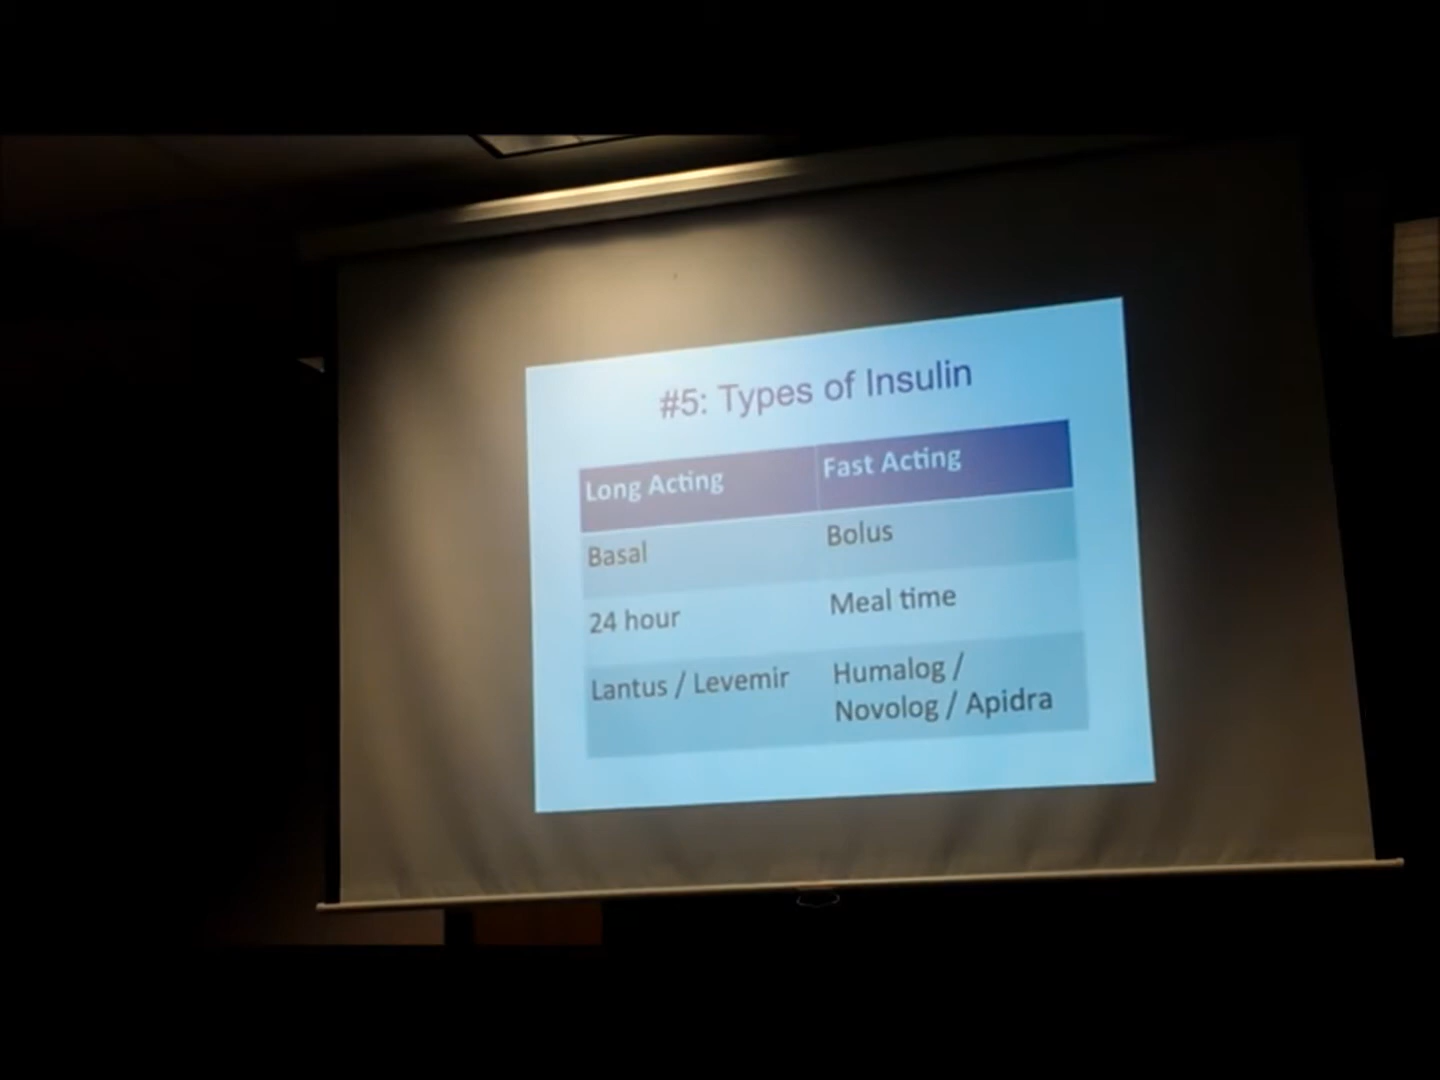 #5: Types of Insulin
Long Acting
Fast Acting
Basal
Bolus
24 hour
Meal time
Lantus / Levemir
Humalog /
Novolog / Apidra